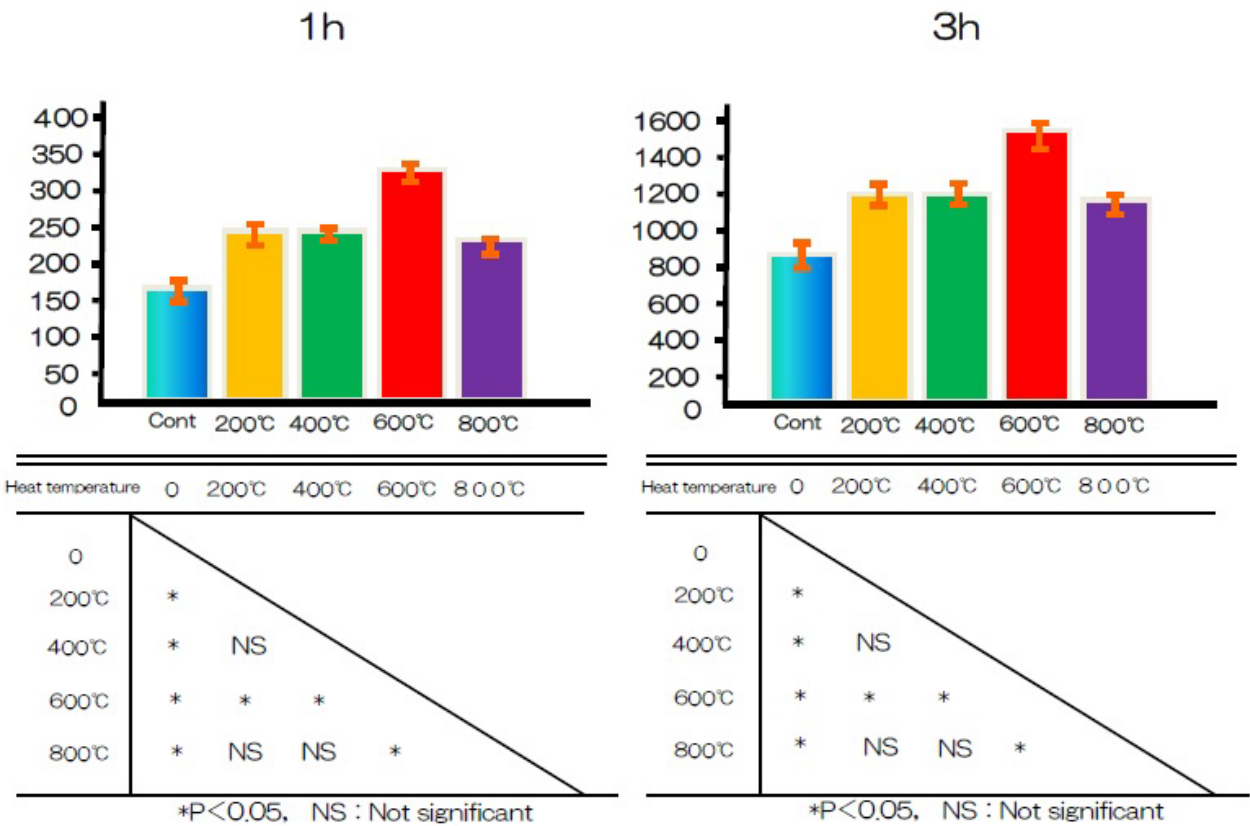 1h
400
350
300
250
200
150
100
50
0
Cont 200℃ 400℃ 600℃ 800℃
Heat temperature 0 200℃ 400℃ 600℃ 800℃
0
200℃ *
400℃ * NS
600℃ * * *
800℃ * NS NS *
*P<0.05, NS：Not significant
3h
1600
1400
1200
1000
800
600
400
200
0
Cont 200℃ 400℃ 600℃ 800℃
Heat temperature 0 200℃ 400℃ 600℃ 8 0 0℃
0
200℃ *
400℃ * NS
600℃ * * *
800℃ * NS NS *
*P<0.05, NS：Not significant